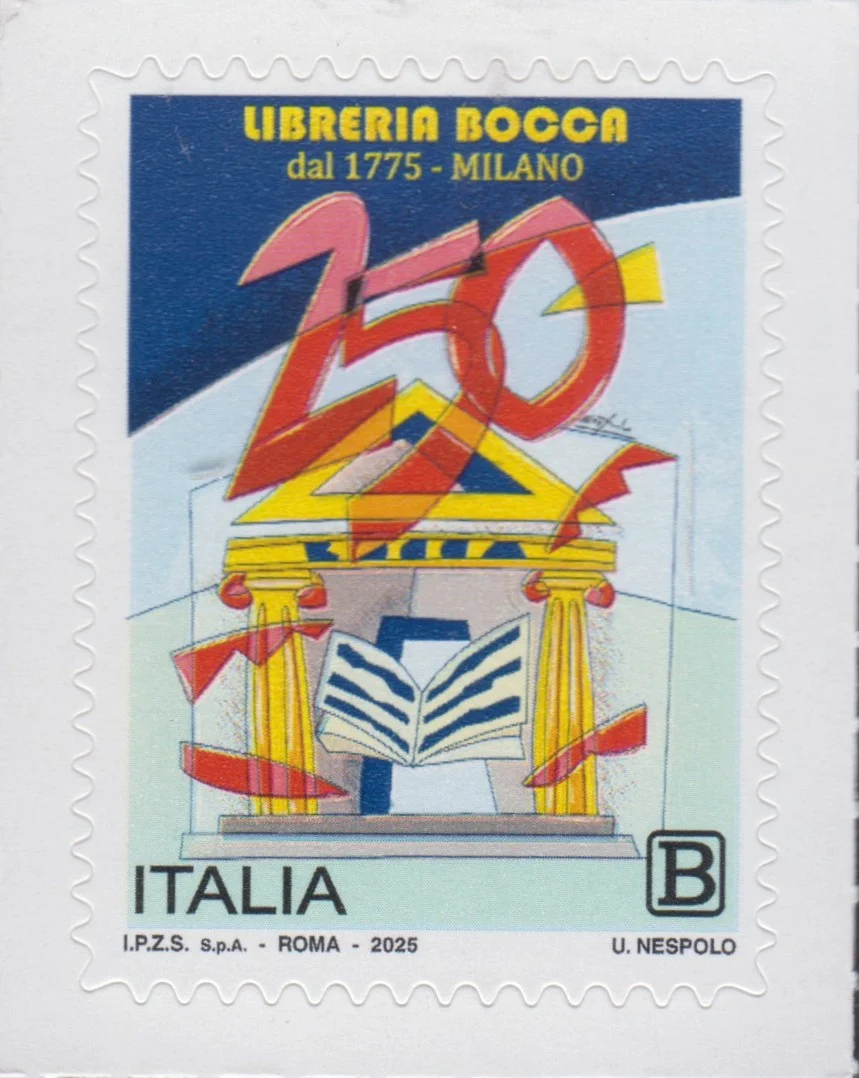 LIBRERIA BOCCA
dal 1775 - MILANO
250
ITALIA
B
I.P.Z.S. S.p.A. - ROMA - 2025
U. NESPOLO